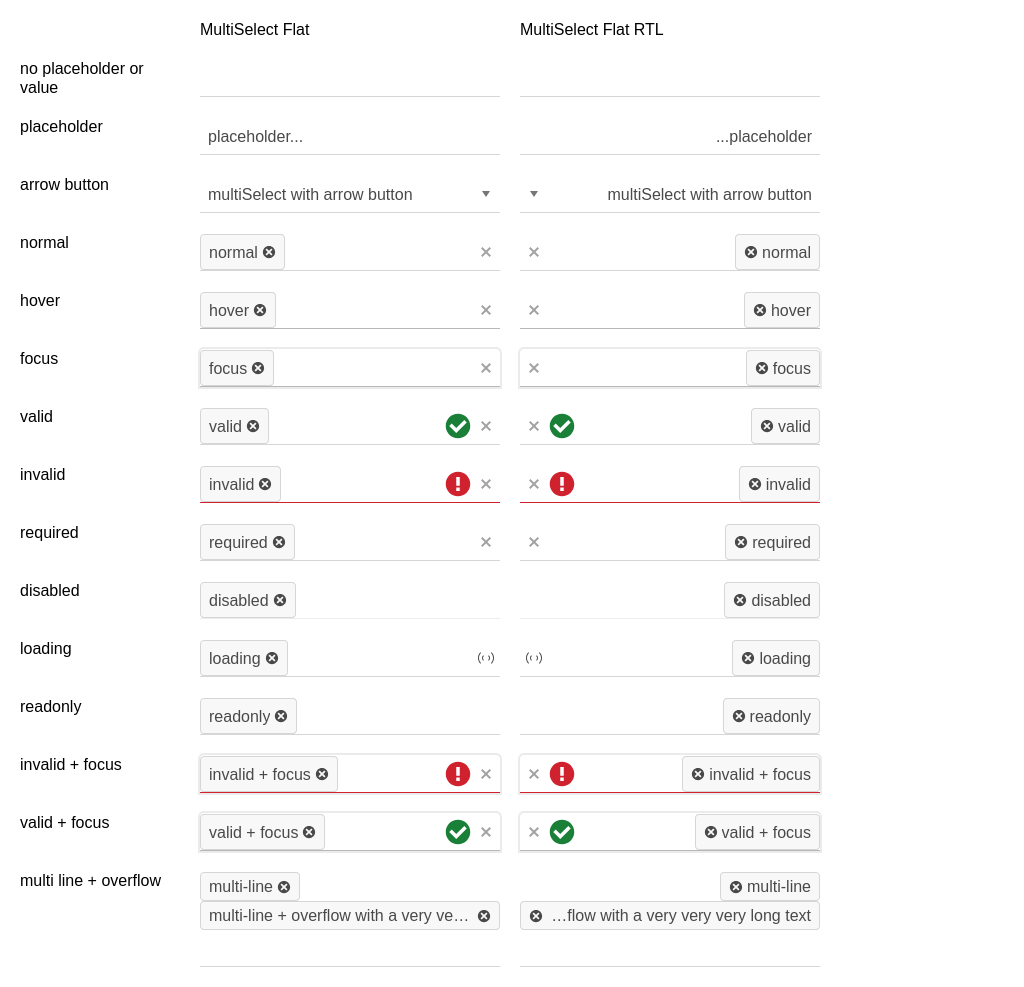 MultiSelect Flat MultiSelect Flat RTL
no placeholder or
value
placeholder placeholder... ...placeholder
arrow button multiSelect with arrow button multiSelect with arrow button
normal normal normal
hover hover hover
focus focus focus
valid valid valid
invalid invalid invalid
required required required
disabled disabled disabled
loading loading loading
readonly readonly readonly
invalid + focus invalid + focus invalid + focus
valid + focus valid + focus valid + focus
multi line + overflow multi-line multi-line
multi-line + overflow with a very ve… …flow with a very very very long text